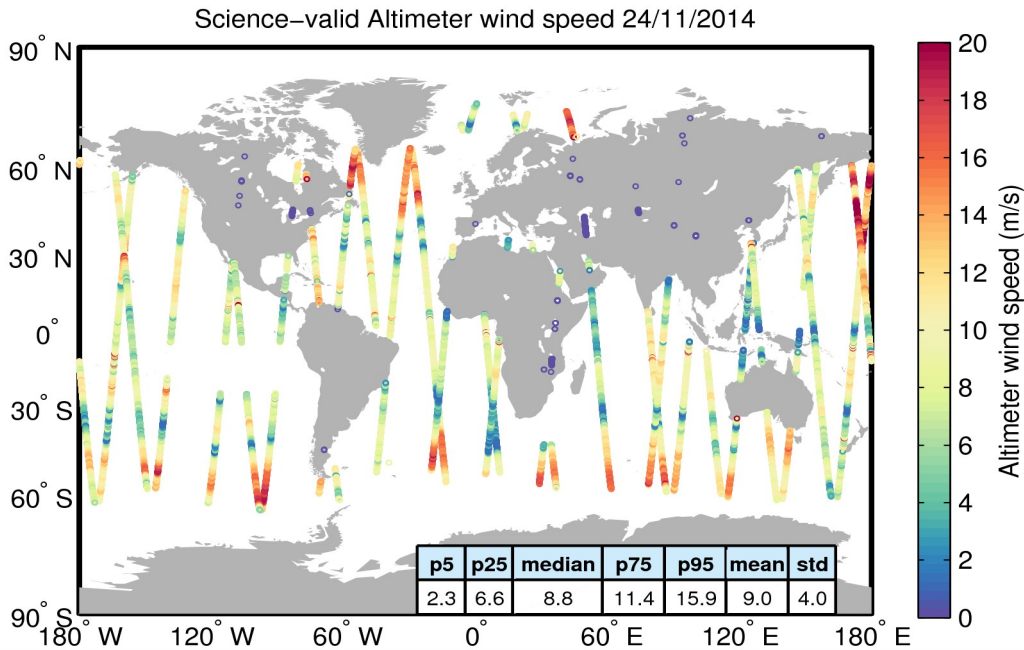 Science−valid Altimeter wind speed 24/11/2014
90° N
60° N
30° N
0°
30° S
60° S
90° S
180° W
120° W
60° W
0°
60° E
120° E
180° E
p5 p25 median p75 p95 mean std
2.3 6.6 8.8 11.4 15.9 9.0 4.0
20
18
16
14
12
10
8
6
4
2
0
Altimeter wind speed (m/s)